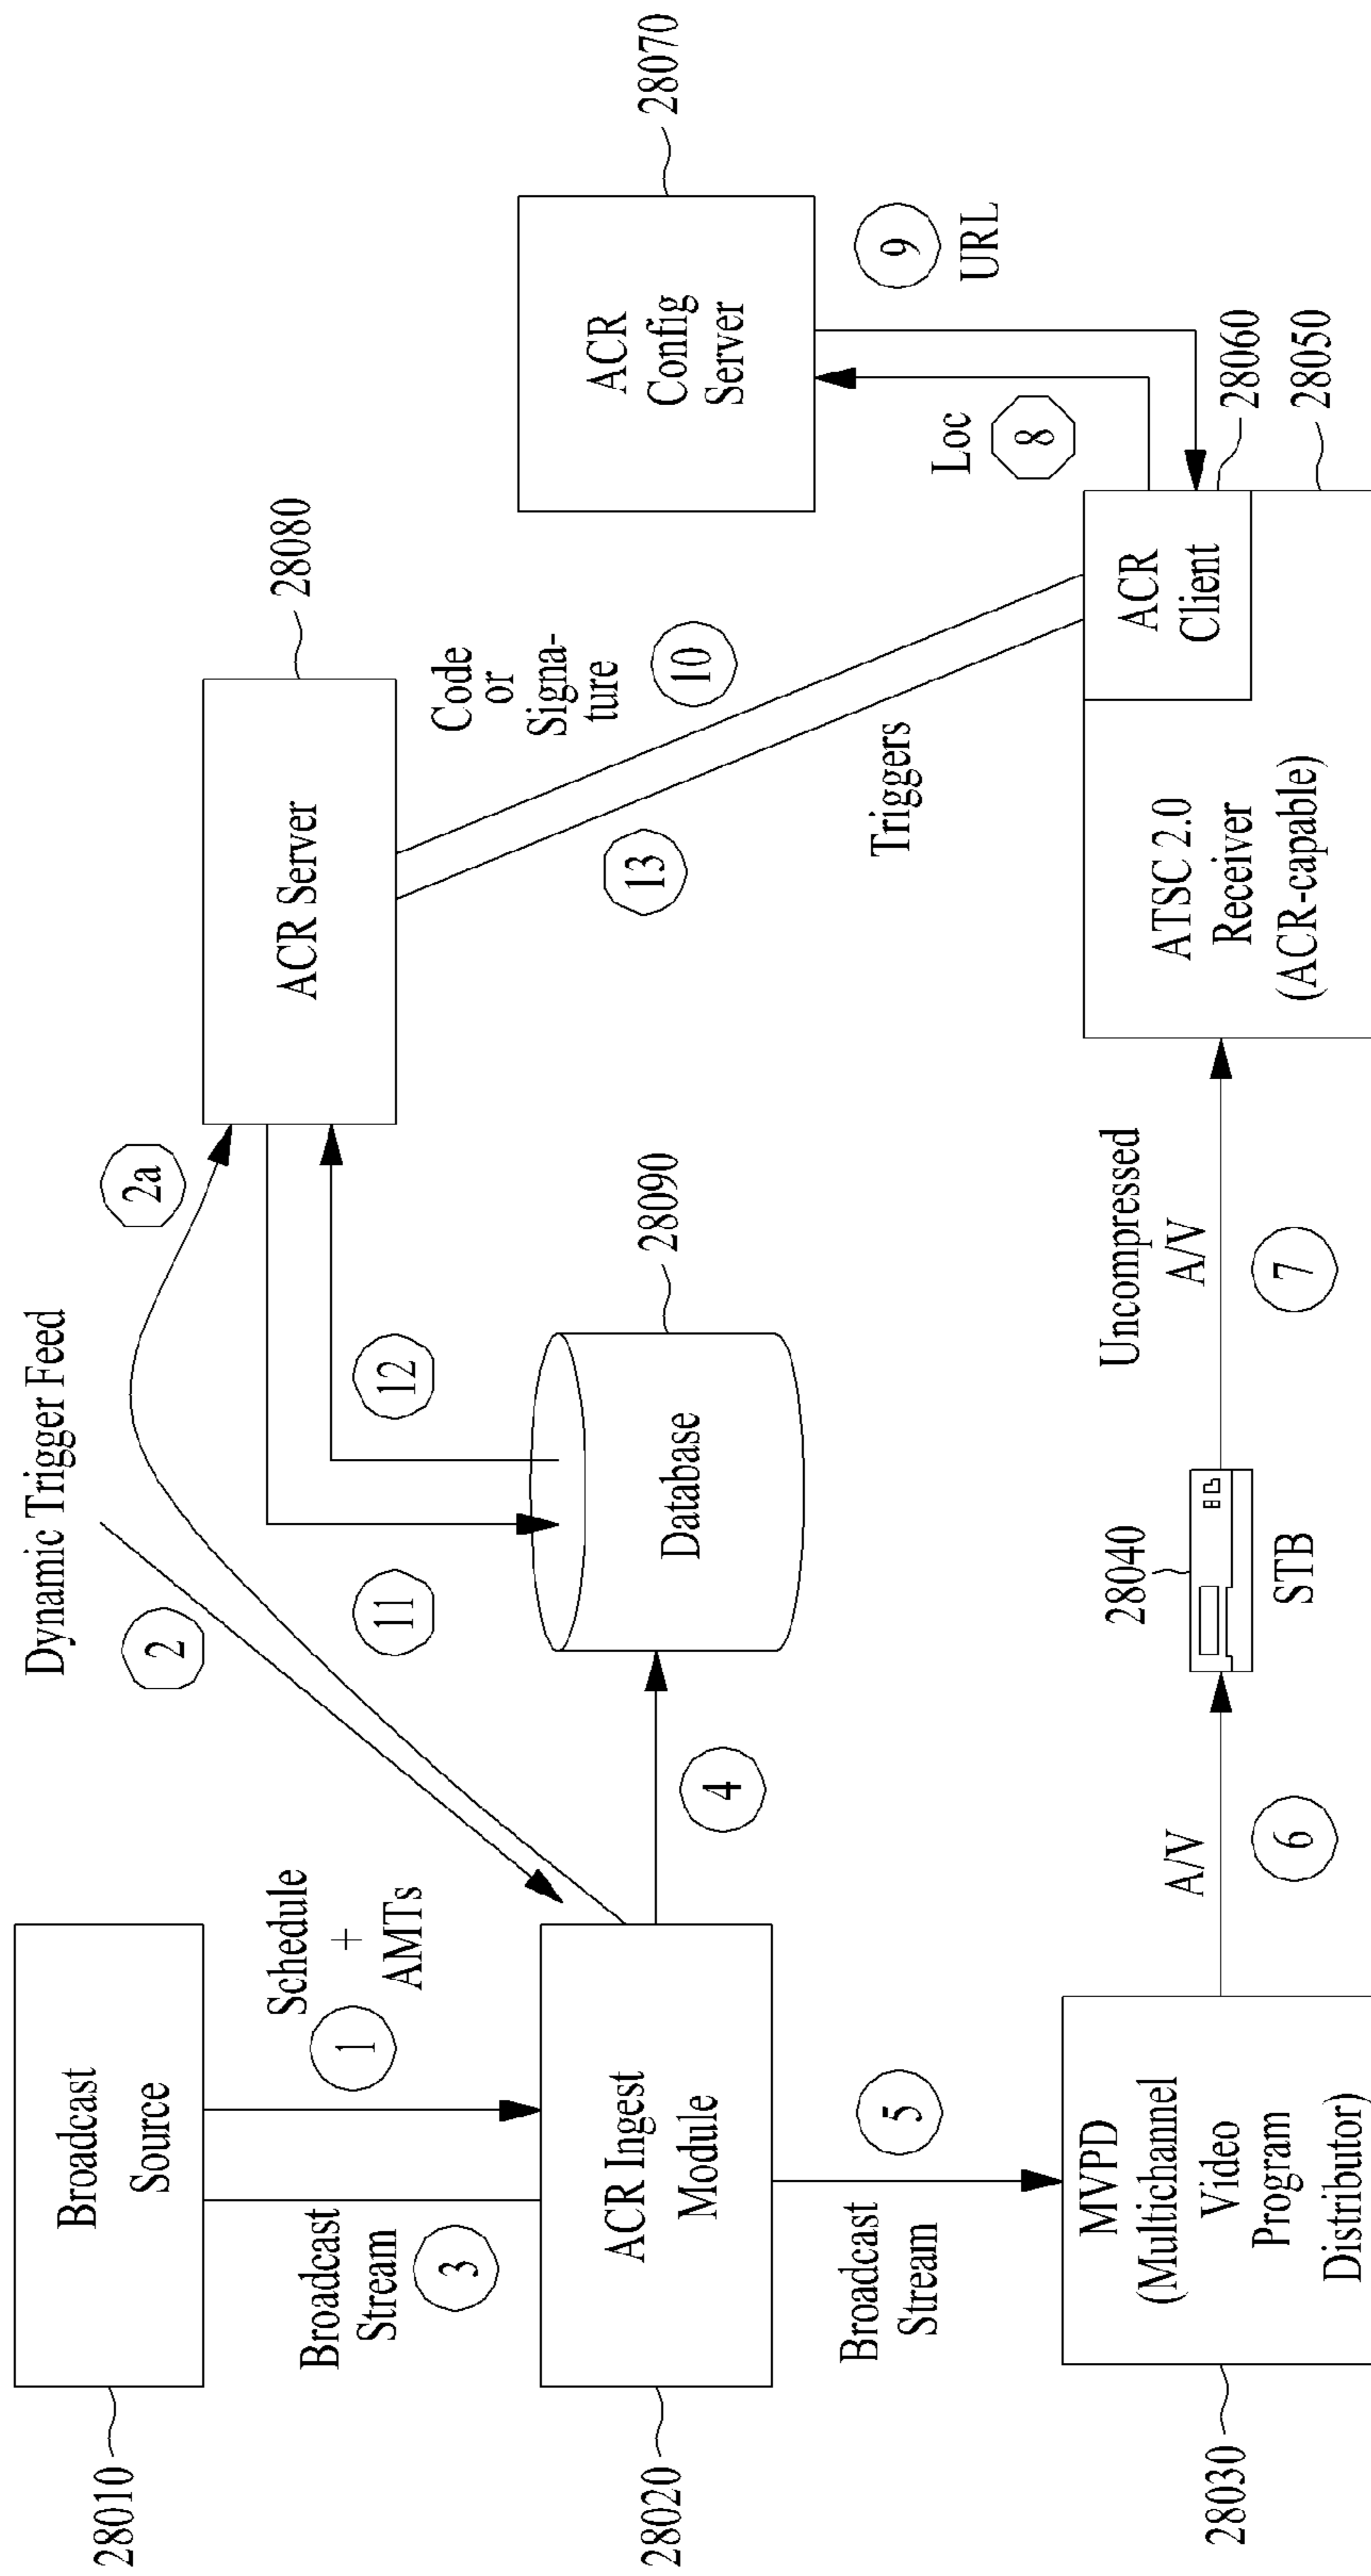 Dynamic Trigger Feed
28010
Broadcast
Source
2
2a
28080
ACR Server
1
Schedule
+
AMTs
Broadcast
Stream
3
11
12
Code
or
Signa-
ture
10
13
28070
ACR
Config
Server
28020
ACR Ingest
Module
4
Database
28090
Triggers
9
URL
Loc
8
Broadcast
Stream
5
28030
MVPD
(Multichannel
Video
Program
Distributor)
A/V
6
28040
STB
Uncompressed
A/V
7
ATSC 2.0
Receiver
(ACR-capable)
ACR
Client
28060
28050